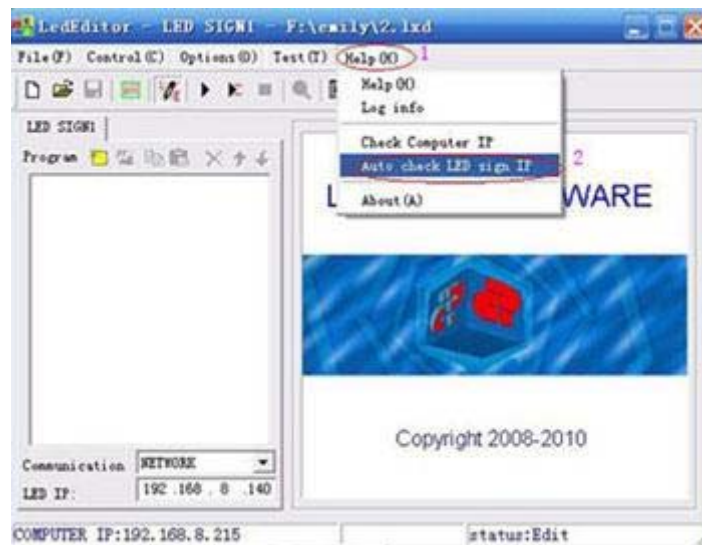 LedEditor - LED SIGN1 - F:\emily\2.lxd
File(F) Control(C) Options(O) Test(T) Help(H) 1
Help(H)
Log info
Check Computer IP
Auto check LED sign IP 2
About(A)
LED SIGN1
Program
L WARE
Copyright 2008-2010
Communication NETWORK
LED IP: 192 .168 . 8 .140
COMPUTER IP:192.168.8.215 status:Edit